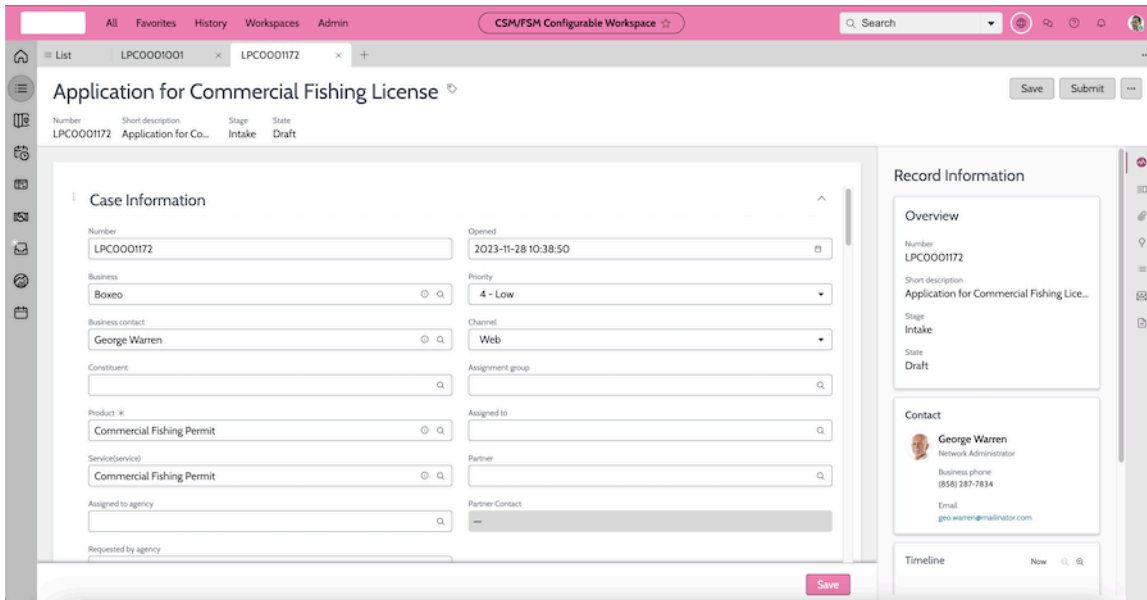 All Favorites History Workspaces Admin
CSM/FSM Configurable Workspace
Search
List
LPC0001001
LPC0001172
Application for Commercial Fishing License
Save
Submit
Number
LPC0001172
Short description
Application for Co...
Stage
Intake
State
Draft
Case Information
Number
LPC0001172
Opened
2023-11-28 10:38:50
Business
Boxeo
Priority
4 - Low
Business contact
George Warren
Channel
Web
Constituent
Assignment group
Product
Commercial Fishing Permit
Assigned to
Service(service)
Commercial Fishing Permit
Partner
Assigned to agency
Partner Contact
—
Requested by agency
Save
Record Information
Overview
Number
LPC0001172
Short description
Application for Commercial Fishing Lice...
Stage
Intake
State
Draft
Contact
George Warren
Network Administrator
Business phone
(858) 287-7834
Email
geo.warren@mailinator.com
Timeline
Now